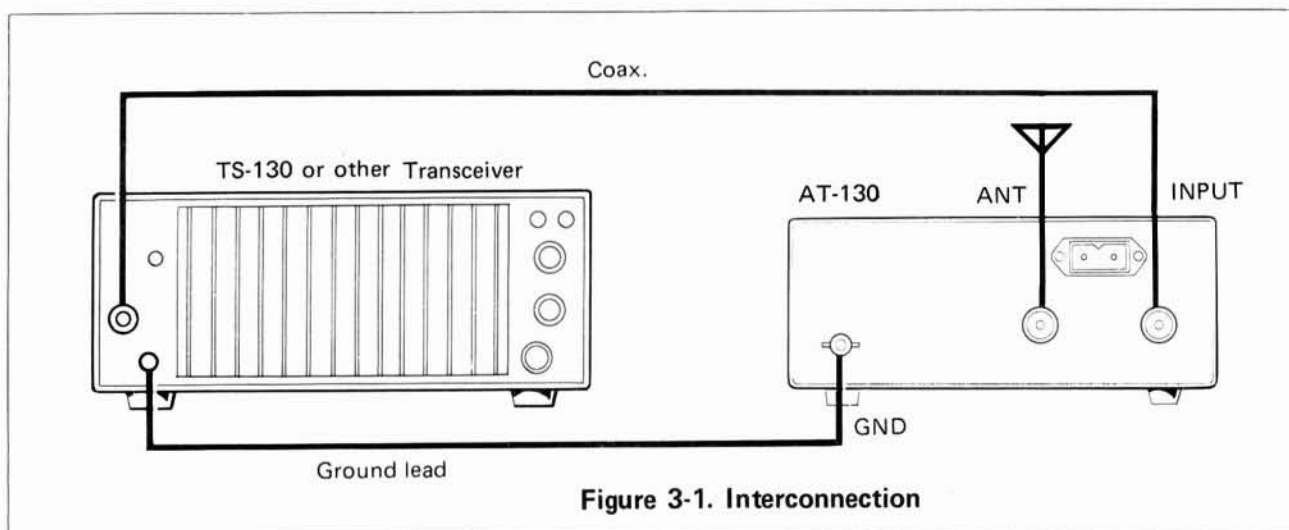 Coax.
TS-130 or other Transceiver
AT-130
ANT
INPUT
GND
Ground lead
Figure 3-1. Interconnection